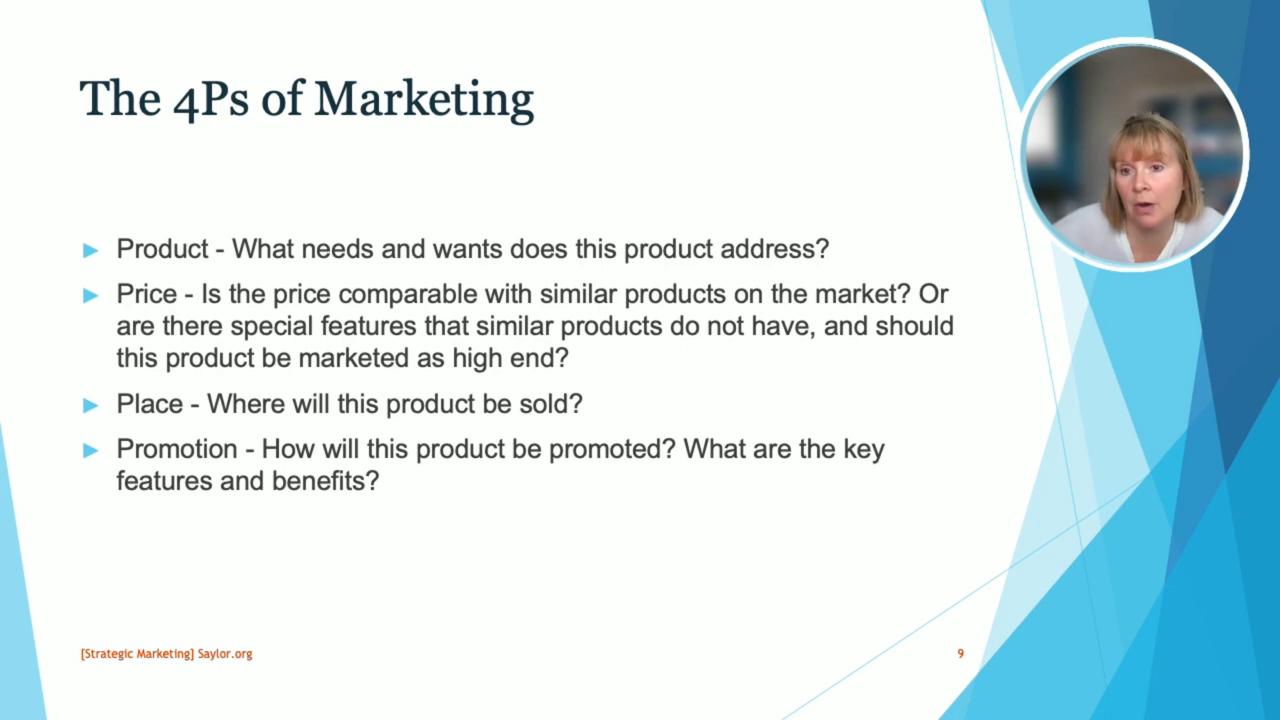 The 4Ps of Marketing
Product - What needs and wants does this product address?
Price - Is the price comparable with similar products on the market? Or
are there special features that similar products do not have, and should
this product be marketed as high end?
Place - Where will this product be sold?
Promotion - How will this product be promoted? What are the key
features and benefits?
[Strategic Marketing] Saylor.org
9